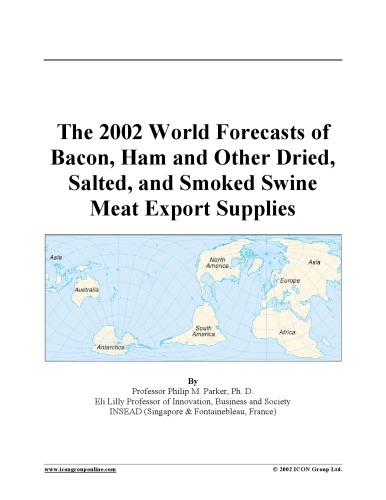 The 2002 World Forecasts of
Bacon, Ham and Other Dried,
Salted, and Smoked Swine
Meat Export Supplies
Asia
North
America
Asia
Australia
Europe
South
America
Africa
Antarctica
By
Professor Philip M. Parker, Ph. D.
Eli Lilly Professor of Innovation, Business and Society
INSEAD (Singapore & Fontainebleau, France)
www.icongrouponline.com © 2002 ICON Group Ltd.